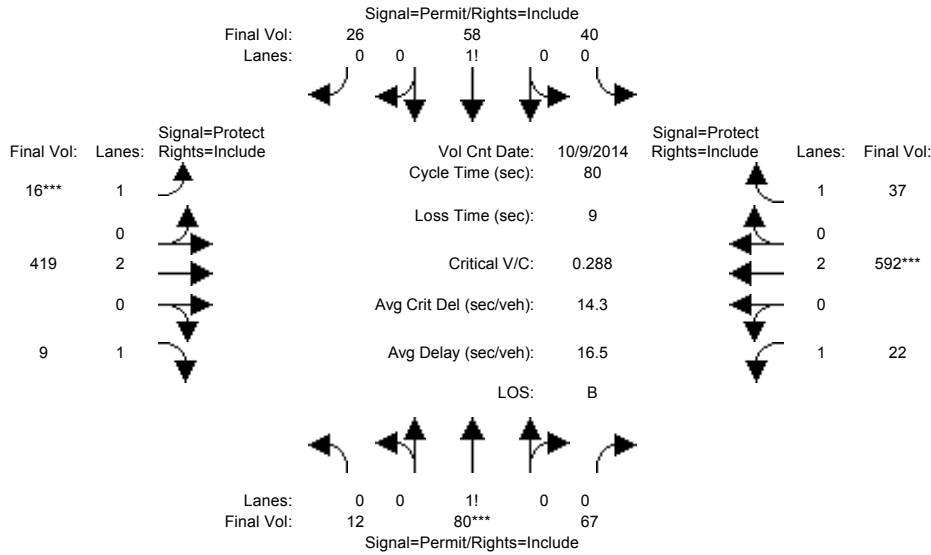 Signal=Permit/Rights=Include
Final Vol: 26 58 40
Lanes: 0 0 1! 0 0
Signal=Protect Signal=Protect
Final Vol: Lanes: Rights=Include Vol Cnt Date: 10/9/2014 Rights=Include Lanes: Final Vol:
Cycle Time (sec): 80
16*** 1 1 37
Loss Time (sec): 9
0 0
419 2 Critical V/C: 0.288 2 592***
0 Avg Crit Del (sec/veh): 14.3 0
9 1 Avg Delay (sec/veh): 16.5 1 22
LOS: B
Lanes: 0 0 1! 0 0
Final Vol: 12 80*** 67
Signal=Permit/Rights=Include